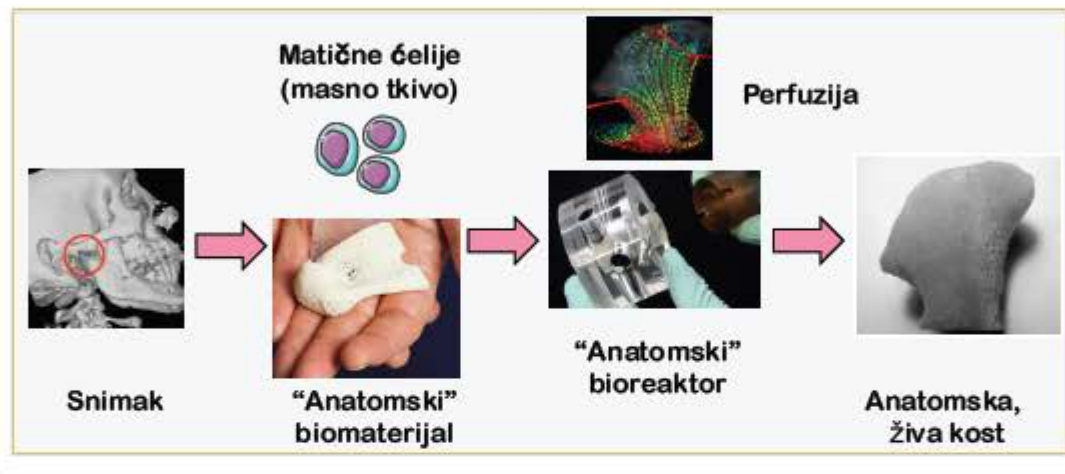 Matične ćelije
(masno tkivo)
Perfuzija
Snimak
“Anatomski”
biomaterijal
“Anatomski”
bioreaktor
Anatomska,
živa kost